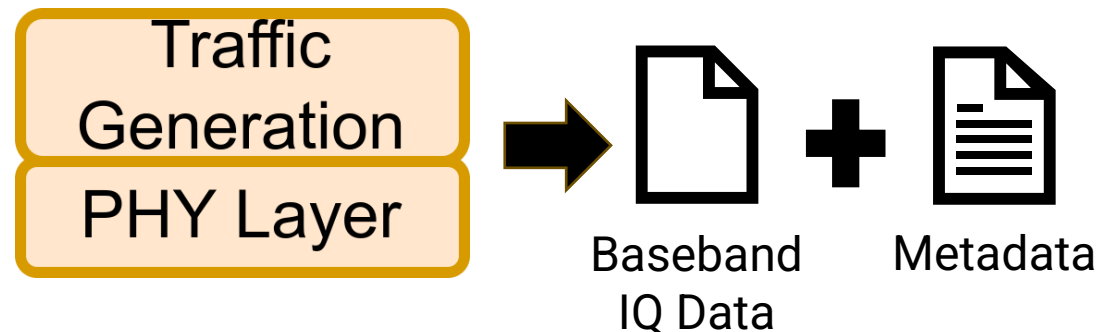 Traffic
Generation
PHY Layer
Baseband
IQ Data
Metadata